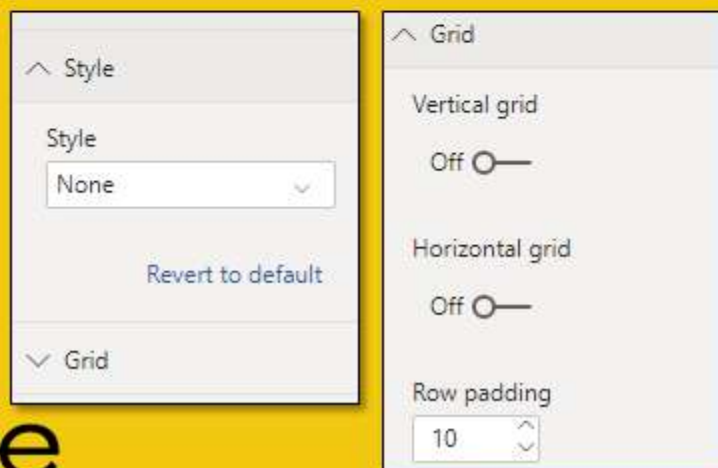 Style
Style
None
Revert to default
Grid
Grid
Vertical grid
Off
Horizontal grid
Off
Row padding
10
e